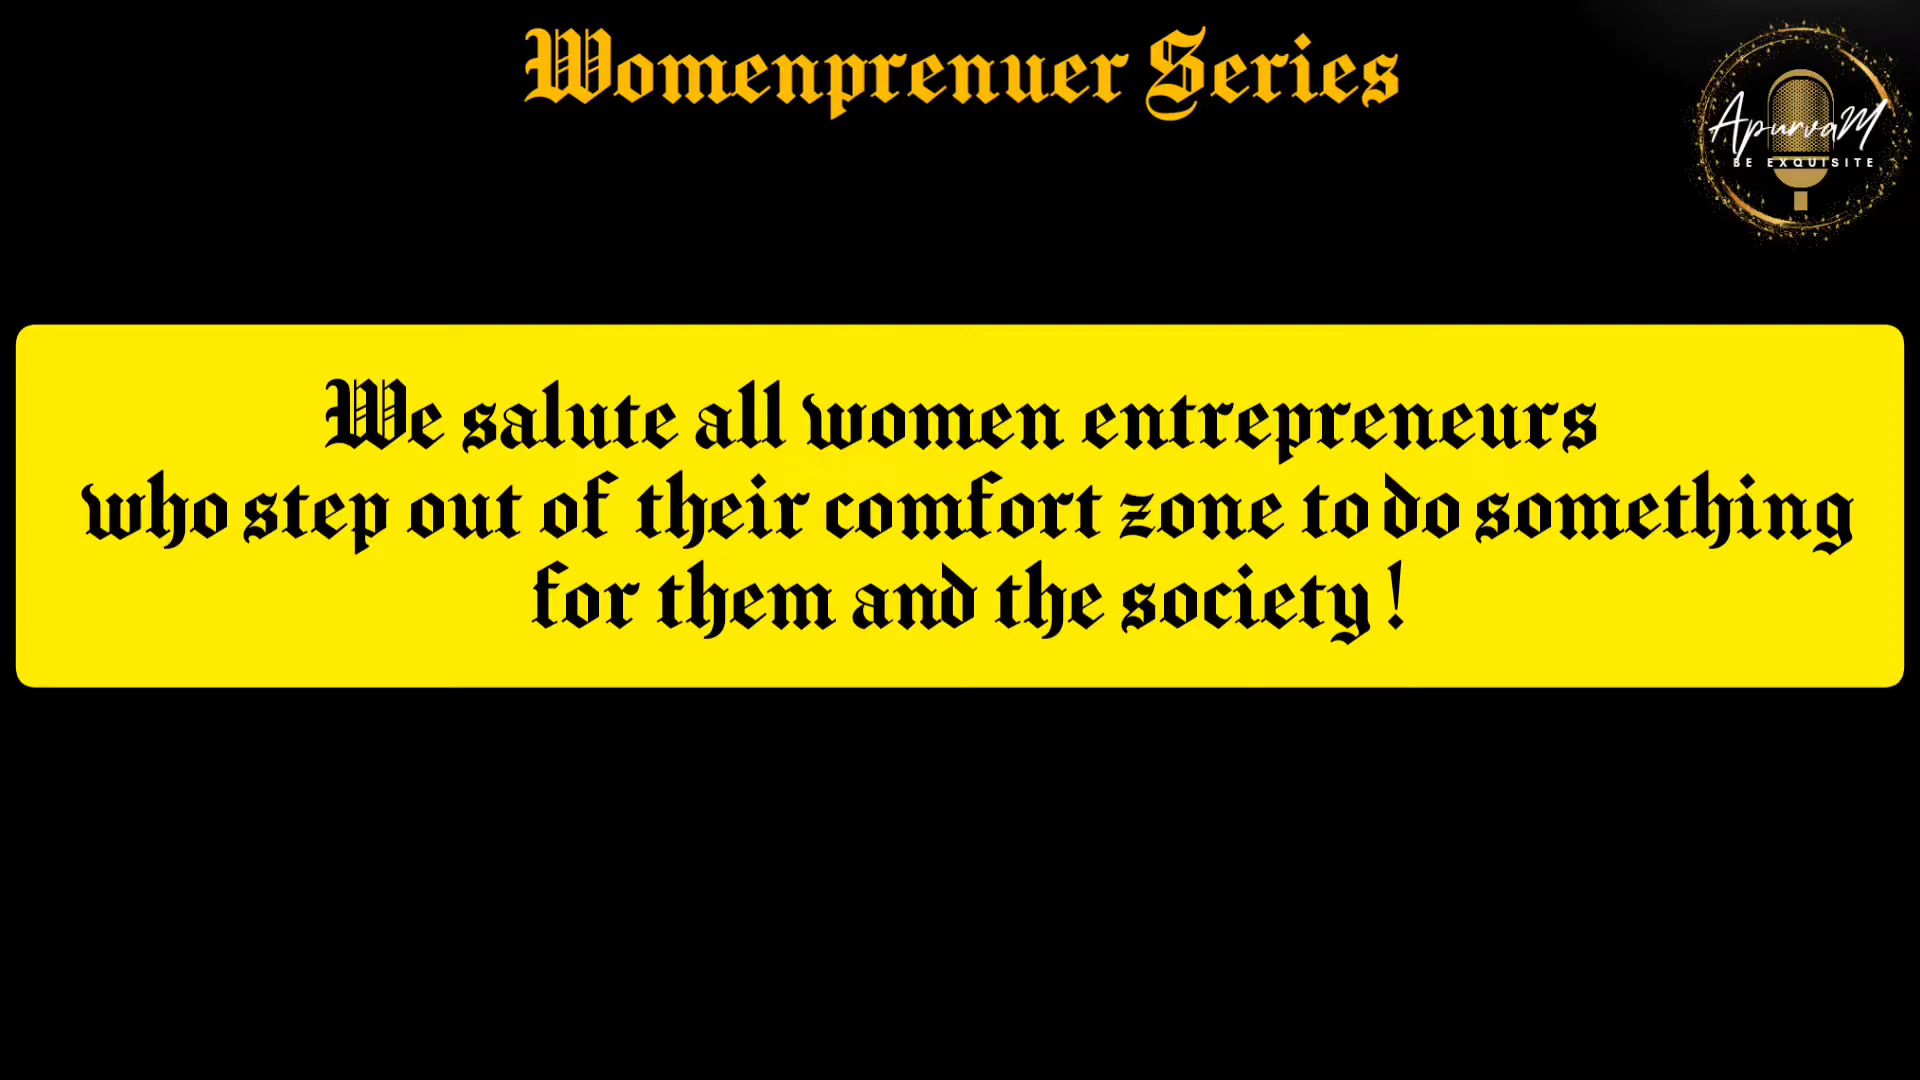 Womenprenuer Series
ApurvaM
BE EXQUISITE
We salute all women entrepreneurs
who step out of their comfort zone to do something
for them and the society !